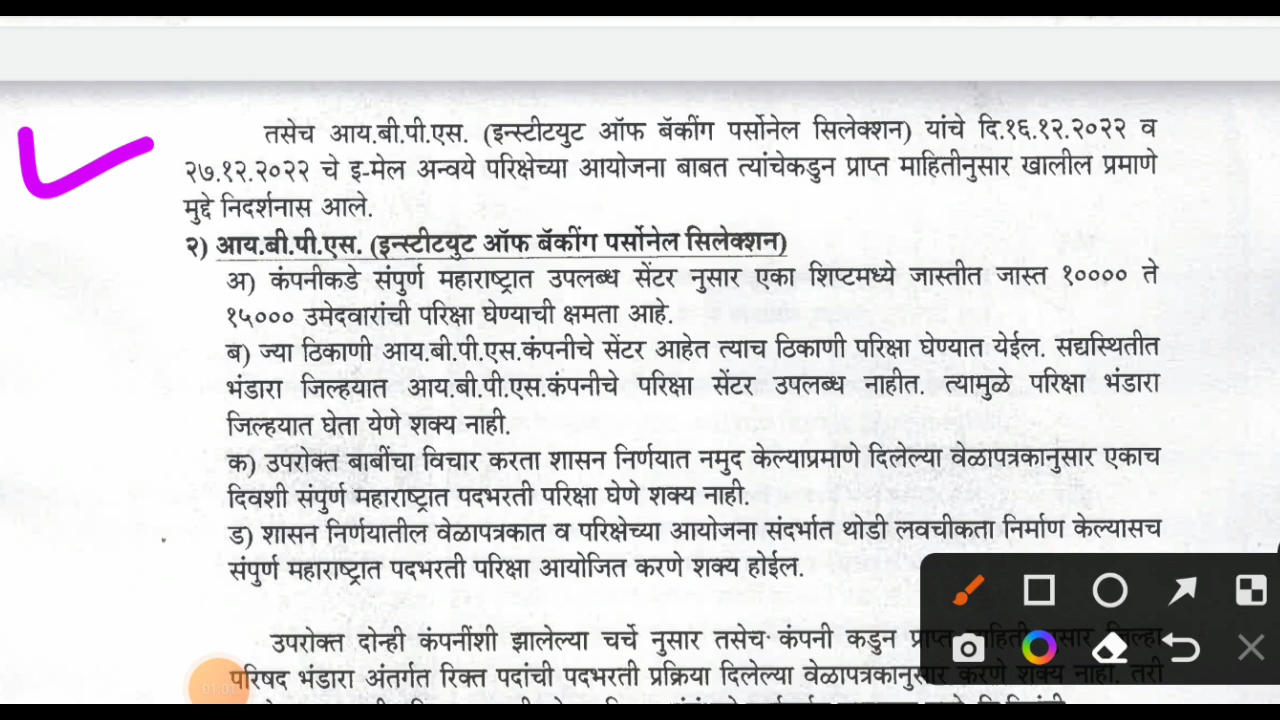 तसेच आय.बी.पी.एस. (इन्स्टीटयुट ऑफ बॅकींग पर्सोनेल सिलेक्शन) यांचे दि.१६.१२.२०२२ व
२७.१२.२०२२ चे इ-मेल अन्वये परिक्षेच्या आयोजना बाबत त्यांचेकडुन प्राप्त माहितीनुसार खालील प्रमाणे
मुद्दे निदर्शनास आले.
२) आय.बी.पी.एस. (इन्स्टीटयुट ऑफ बॅकींग पर्सोनेल सिलेक्शन)
अ) कंपनीकडे संपुर्ण महाराष्ट्रात उपलब्ध सेंटर नुसार एका शिप्टमध्ये जास्तीत जास्त १०००० ते
१५००० उमेदवारांची परिक्षा घेण्याची क्षमता आहे.
ब) ज्या ठिकाणी आय.बी.पी.एस.कंपनीचे सेंटर आहेत त्याच ठिकाणी परिक्षा घेण्यात येईल. सद्यस्थितीत
भंडारा जिल्हयात आय.बी.पी.एस.कंपनीचे परिक्षा सेंटर उपलब्ध नाहीत. त्यामुळे परिक्षा भंडारा
जिल्हयात घेता येणे शक्य नाही.
क) उपरोक्त बाबींचा विचार करता शासन निर्णयात नमुद केल्याप्रमाणे दिलेल्या वेळापत्रकानुसार एकाच
दिवशी संपुर्ण महाराष्ट्रात पदभरती परिक्षा घेणे शक्य नाही.
ड) शासन निर्णयातील वेळापत्रकात व परिक्षेच्या आयोजना संदर्भात थोडी लवचीकता निर्माण केल्यासच
संपुर्ण महाराष्ट्रात पदभरती परिक्षा आयोजित करणे शक्य होईल.
उपरोक्त दोन्ही कंपनींशी झालेल्या चर्चे नुसार तसेच कंपनी कडुन प्राप्त माहितीनुसार जिल्हा
परिषद भंडारा अंतर्गत रिक्त पदांची पदभरती प्रक्रिया दिलेल्या वेळापत्रकानुसार करणे शक्य नाही. तरी
01:01